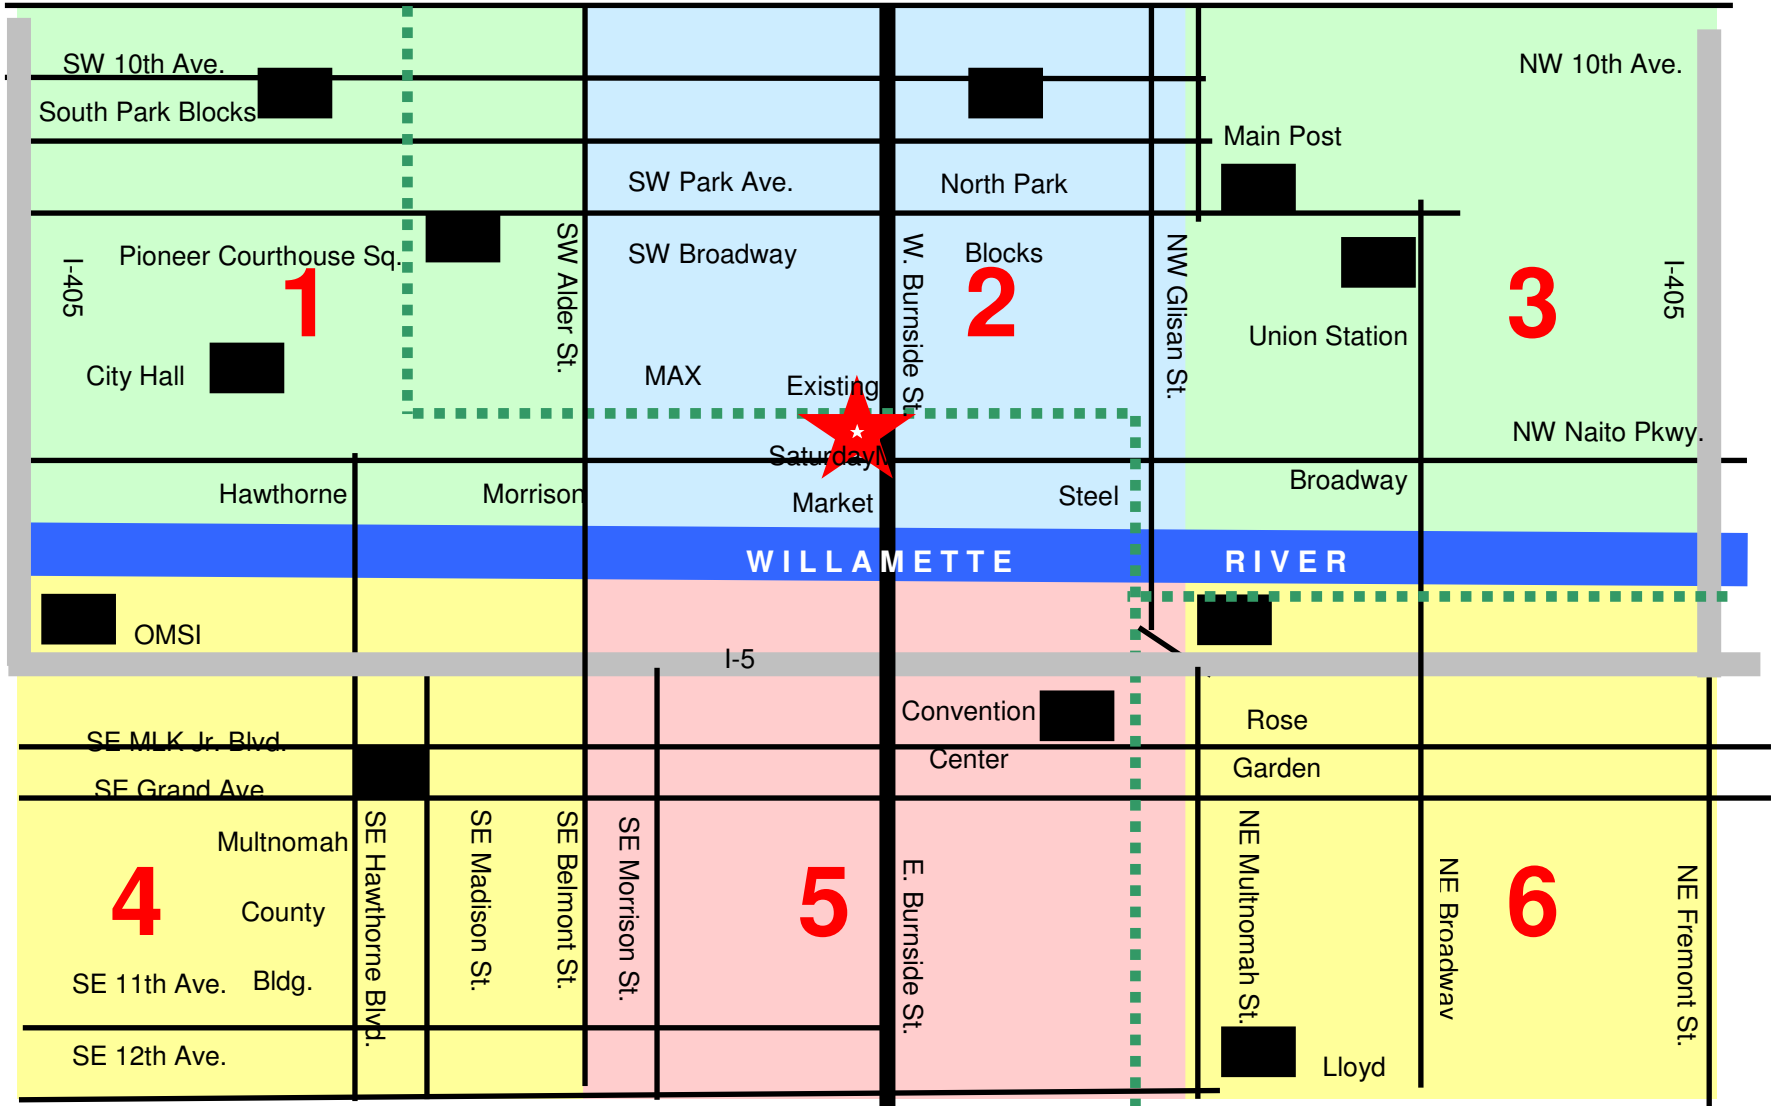 SW 10th Ave.
NW 10th Ave.
South Park Blocks
Main Post
SW Park Ave.
North Park
Pioneer Courthouse Sq.
SW Broadway
Blocks
I-405
SW Alder St.
W. Burnside St.
NW Glisan St.
I-405
1
2
3
Union Station
City Hall
MAX
Existing
NW Naito Pkwy.
Saturday
Hawthorne
Morrison
Market
Steel
Broadway
WILLAMETTE RIVER
OMSI
I-5
Convention
Center
Rose
Garden
SE MLK Jr. Blvd.
SE Grand Ave
Multnomah
County
Bldg.
4
5
6
SE Hawthorne Blvd.
SE Madison St.
SE Belmont St.
SE Morrison St.
E. Burnside St.
NE Multnomah St.
NE Broadway
NE Fremont St.
SE 11th Ave.
SE 12th Ave.
Lloyd